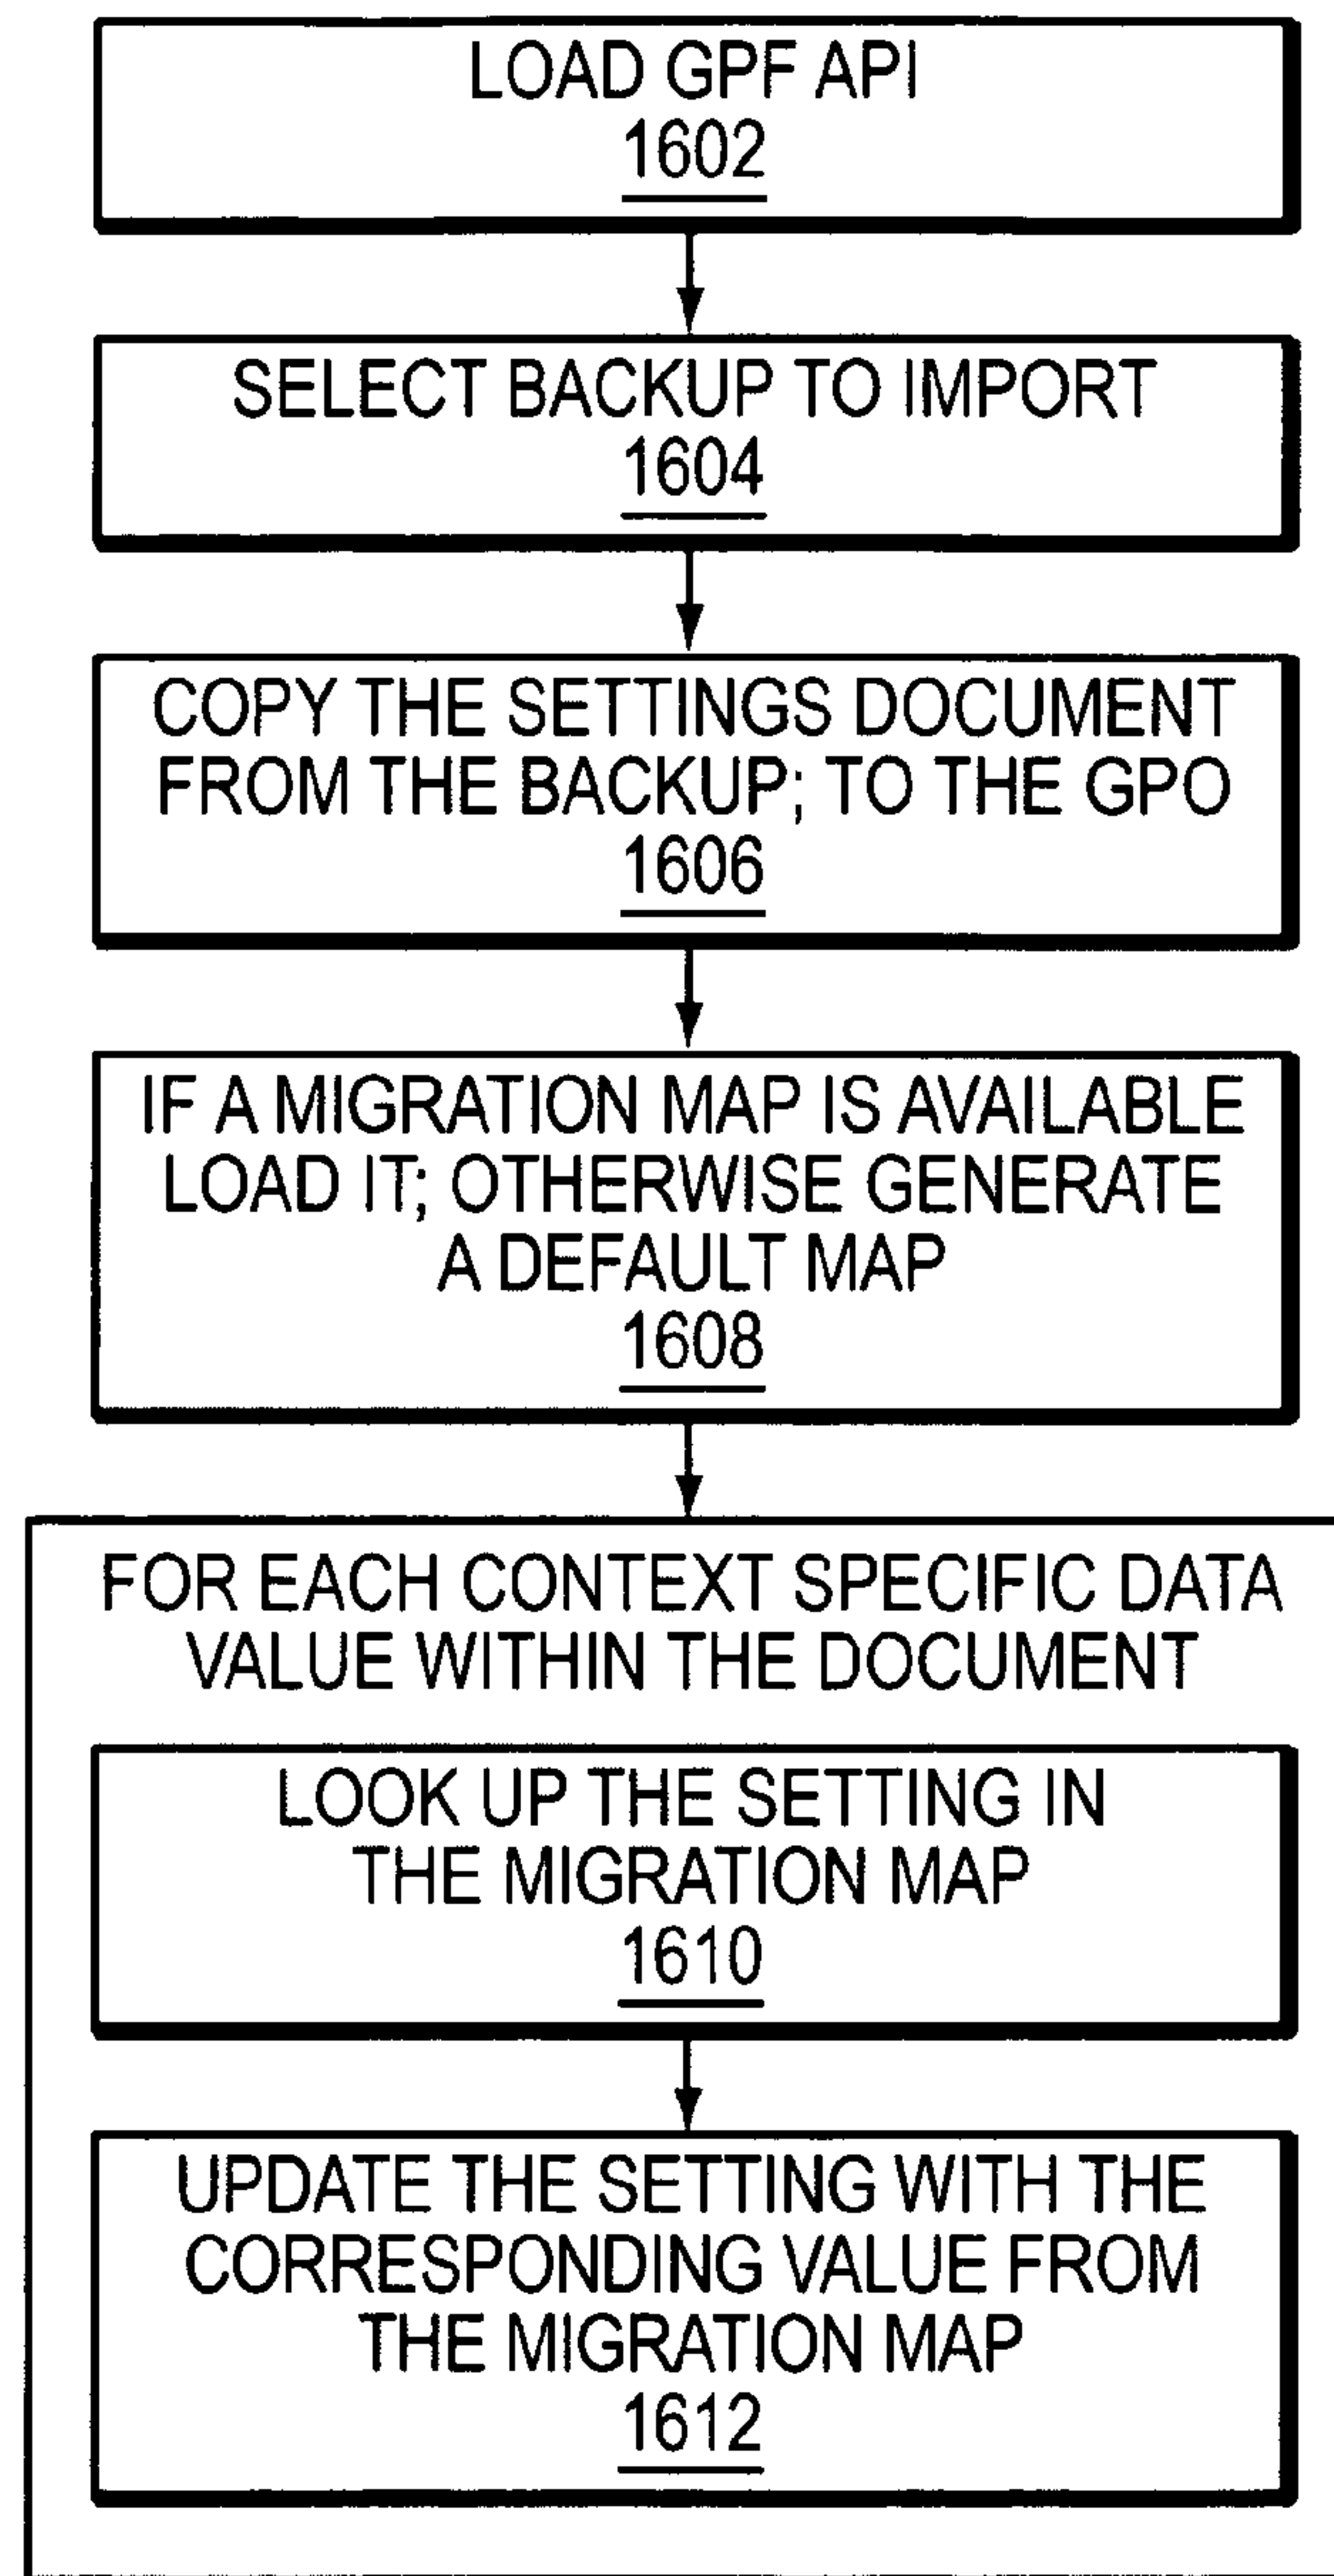 LOAD GPF API
1602
SELECT BACKUP TO IMPORT
1604
COPY THE SETTINGS DOCUMENT
FROM THE BACKUP; TO THE GPO
1606
IF A MIGRATION MAP IS AVAILABLE
LOAD IT; OTHERWISE GENERATE
A DEFAULT MAP
1608
FOR EACH CONTEXT SPECIFIC DATA
VALUE WITHIN THE DOCUMENT
LOOK UP THE SETTING IN
THE MIGRATION MAP
1610
UPDATE THE SETTING WITH THE
CORRESPONDING VALUE FROM
THE MIGRATION MAP
1612